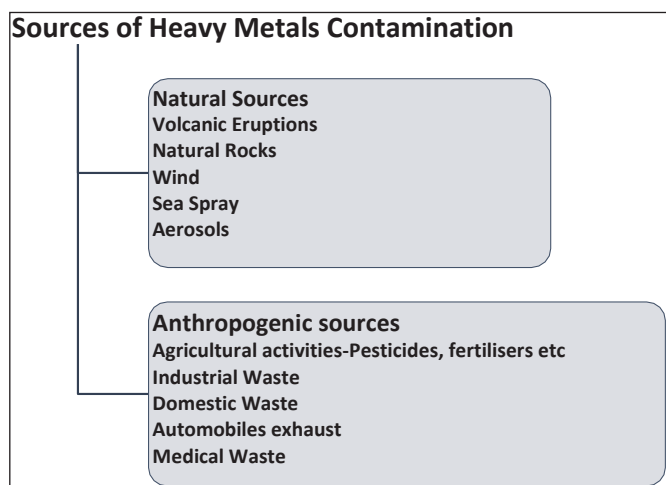 Sources of Heavy Metals Contamination
Natural Sources
Volcanic Eruptions
Natural Rocks
Wind
Sea Spray
Aerosols
Anthropogenic sources
Agricultural activities-Pesticides, fertilisers etc
Industrial Waste
Domestic Waste
Automobiles exhaust
Medical Waste